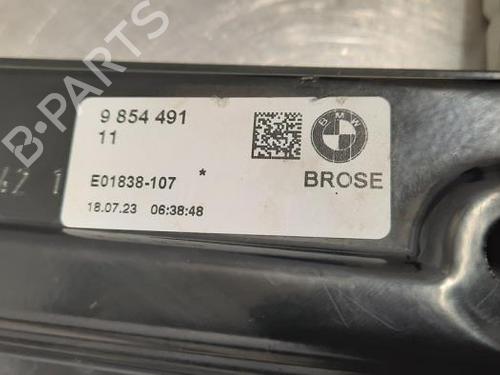 9 854 491
11
E01838-107 *
18.07.23 06:38:48
BMW
BROSE
B-PARTS